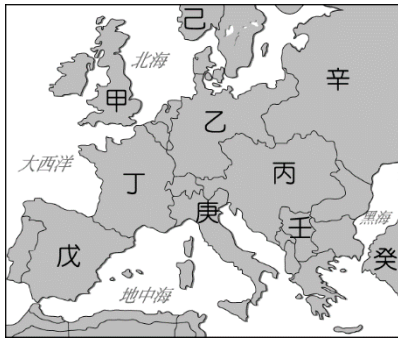 己
北海
辛
甲
乙
大西洋
丁
丙
庚
黑海
壬
戊
癸
地中海